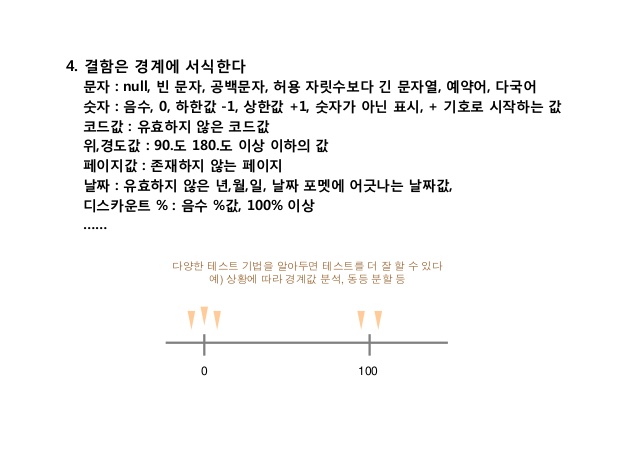 4. 결함은 경계에 서식한다
문자 : null, 빈 문자, 공백문자, 허용 자릿수보다 긴 문자열, 예약어, 다국어
숫자 : 음수, 0, 하한값 -1, 상한값 +1, 숫자가 아닌 표시, + 기호로 시작하는 값
코드값 : 유효하지 않은 코드값
위,경도값 : 90.도 180.도 이상 이하의 값
페이지값 : 존재하지 않는 페이지
날짜 : 유효하지 않은 년,월,일, 날짜 포멧에 어긋나는 날짜값,
디스카운트 % : 음수 %값, 100% 이상
......
다양한 테스트 기법을 알아두면 테스트를 더 잘 할 수 있다
예) 상황에 따라 경계값 분석, 동등 분할 등
0 100